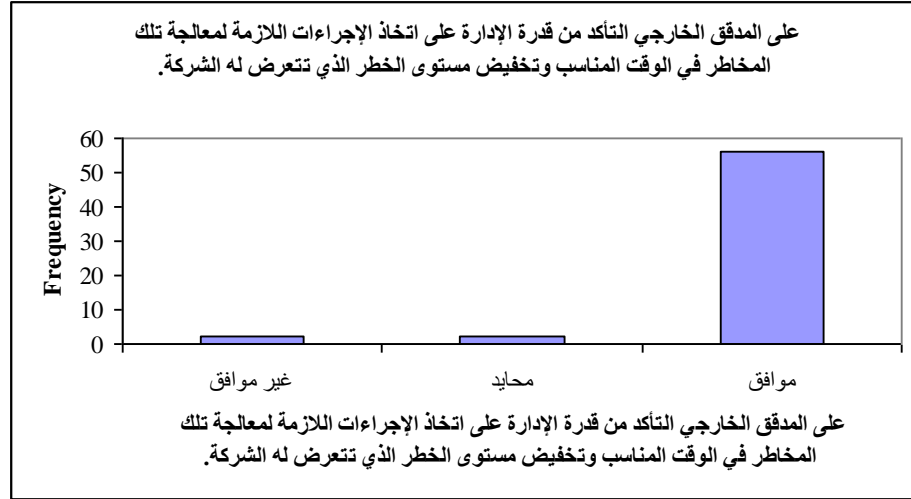 على المدقق الخارجي التأكد من قدرة الإدارة على اتخاذ الإجراءات اللازمة لمعالجة تلك
المخاطر في الوقت المناسب وتخفيض مستوى الخطر الذي تتعرض له الشركة.
60
50
40
30
20
10
0
Frequency
غير موافق
محايد
موافق
على المدقق الخارجي التأكد من قدرة الإدارة على اتخاذ الإجراءات اللازمة لمعالجة تلك
المخاطر في الوقت المناسب وتخفيض مستوى الخطر الذي تتعرض له الشركة.